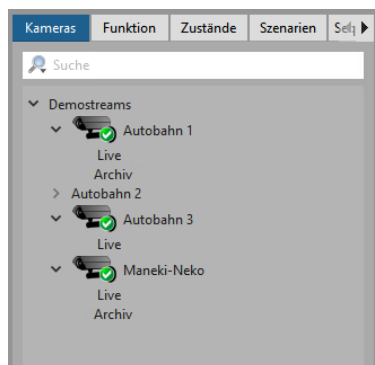 Kameras Funktion Zustände Szenarien
Suche
Demostreams
Autobahn 1
Live
Archiv
Autobahn 2
Autobahn 3
Live
Maneki-Neko
Live
Archiv